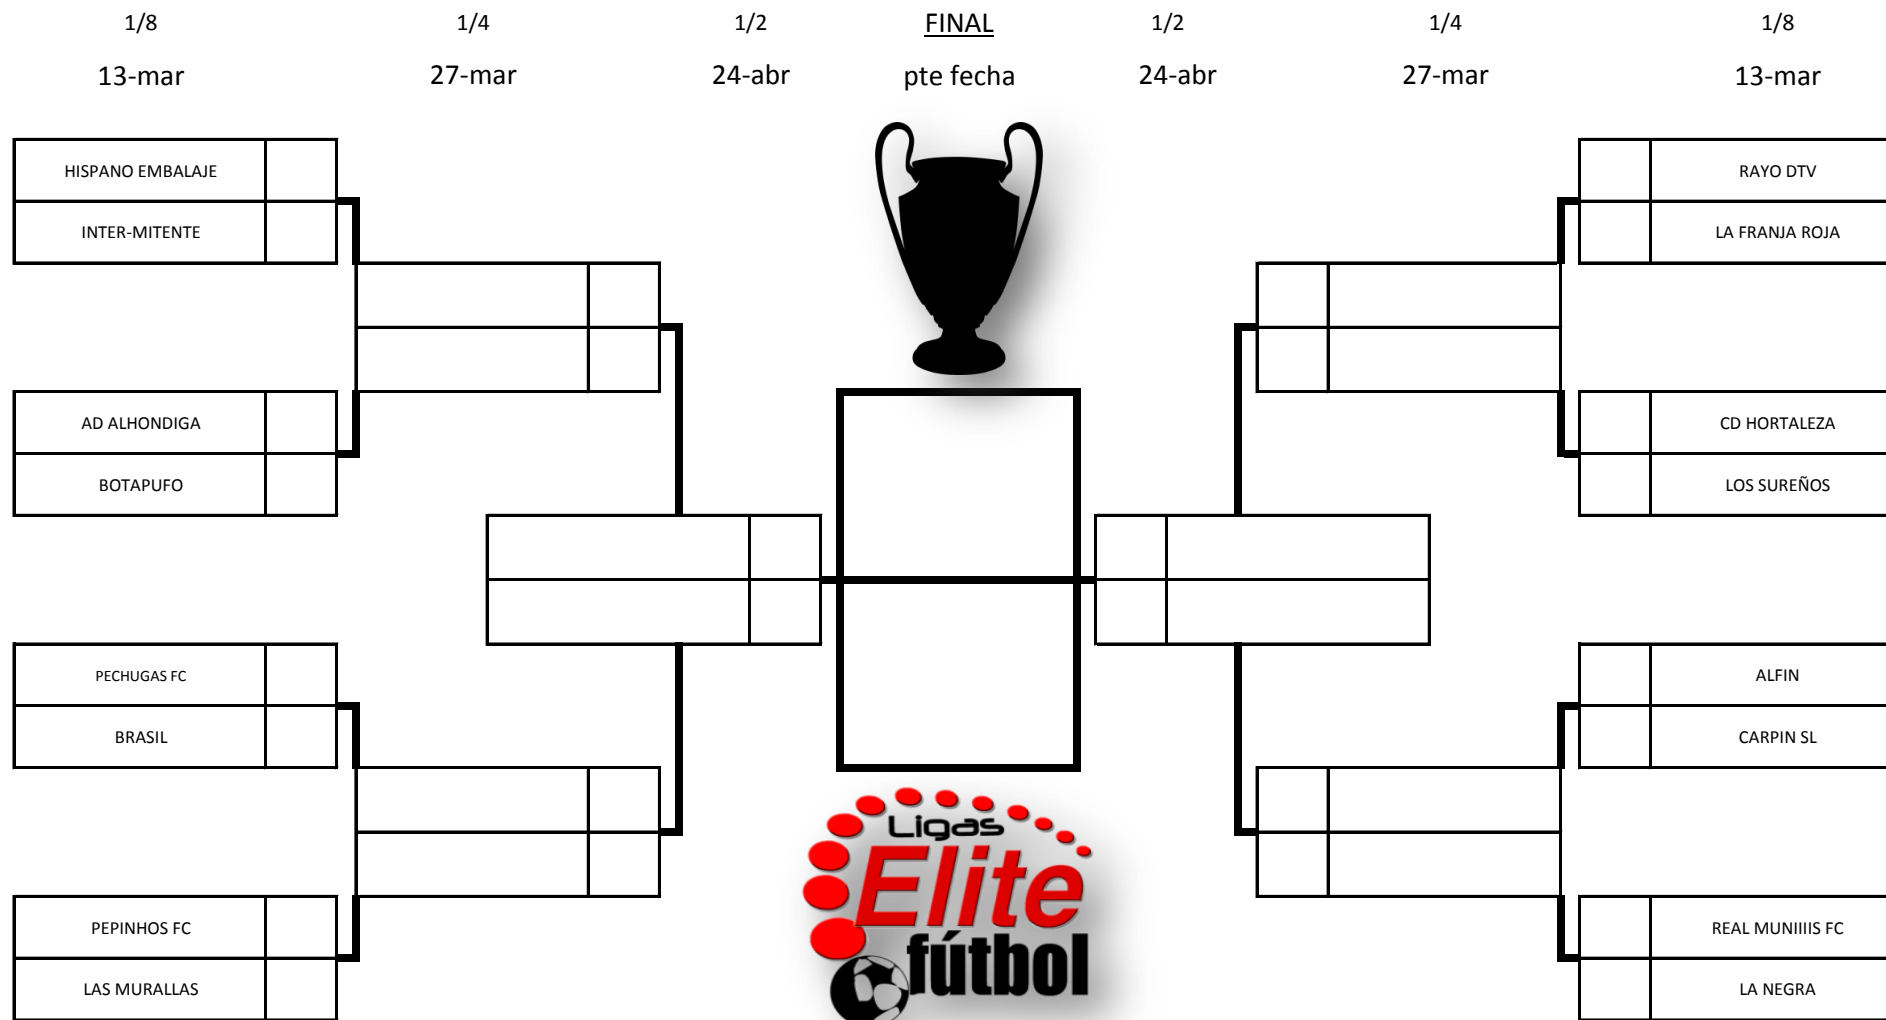 1/8 1/4 1/2 FINAL 1/2 1/4 1/8
13-mar 27-mar 24-abr pte fecha 24-abr 27-mar 13-mar
HISPANO EMBALAJE RAYO DTV
INTER-MITENTE LA FRANJA ROJA
AD ALHONDIGA CD HORTALEZA
BOTAPUFO LOS SUREÑOS
PECHUGAS FC ALFIN
BRASIL CARPIN SL
Ligas
Elite
PEPINHOS FC REAL MUNIIIIS FC
fútbol
LAS MURALLAS LA NEGRA